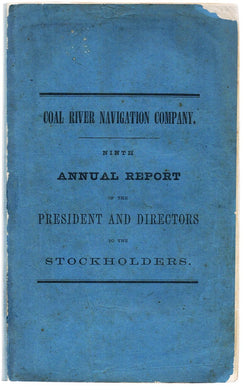 COAL RIVER NAVIGATION COMPANY.
NINTH
ANNUAL REPORT
OF THE
PRESIDENT AND DIRECTORS
TO THE
STOCKHOLDERS.